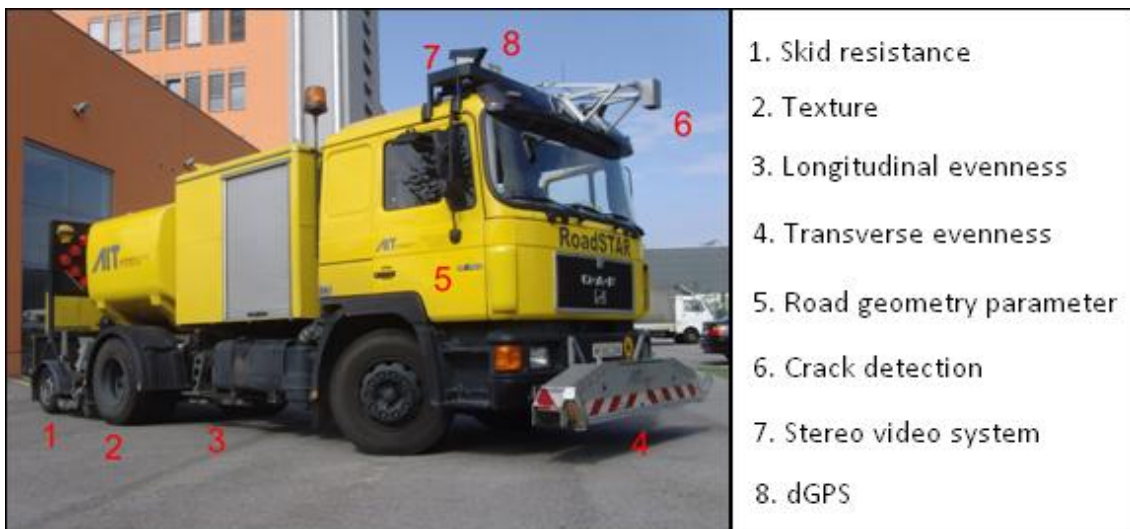 7
8
6
AIT
AIT
RoadSTAR
5
1
2
3
4
1. Skid resistance
2. Texture
3. Longitudinal evenness
4. Transverse evenness
5. Road geometry parameter
6. Crack detection
7. Stereo video system
8. dGPS